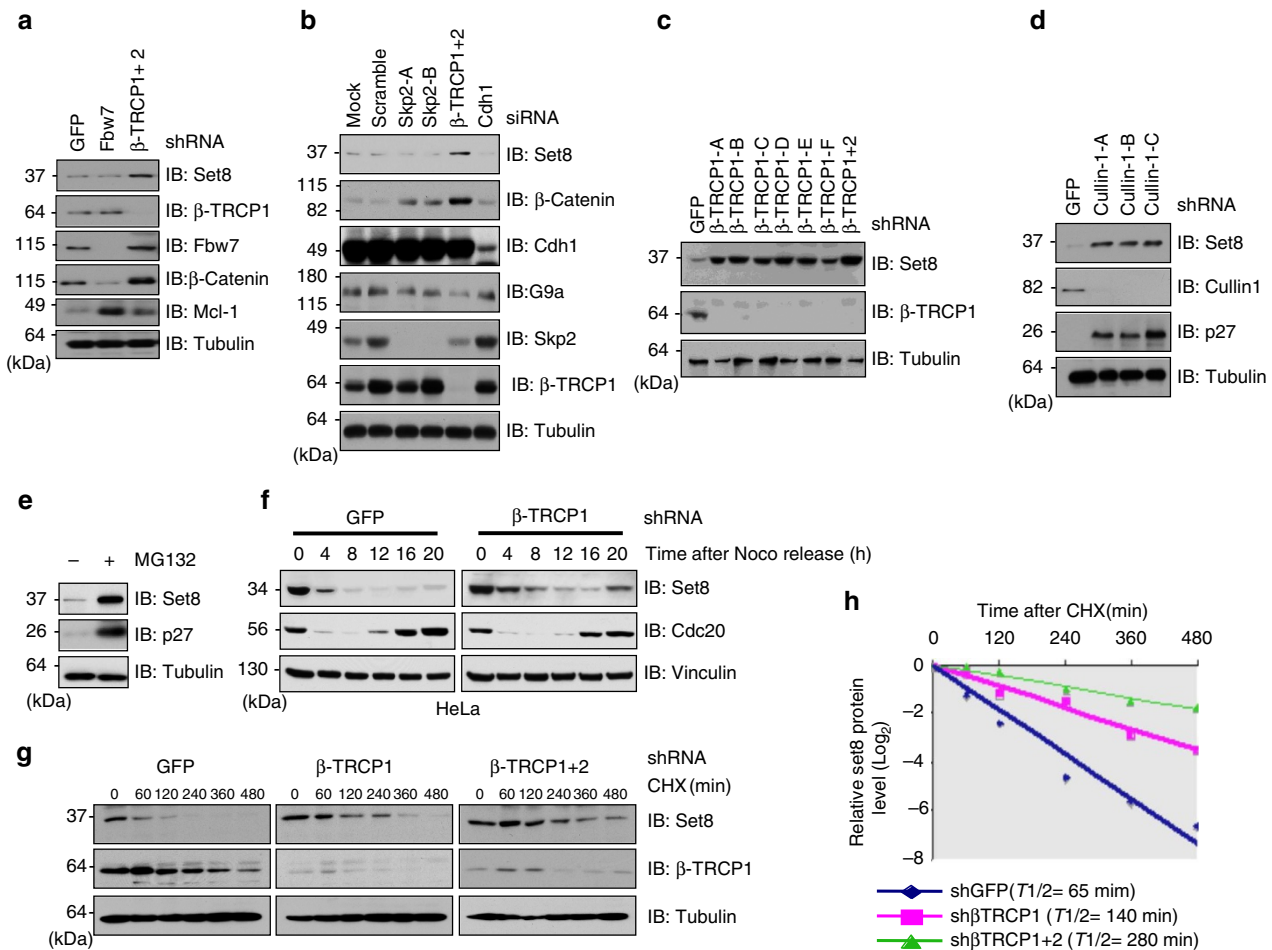 a
GFP
Fbw7
β-TRCP1+ 2
shRNA
37
IB: Set8
64
IB: β-TRCP1
115
IB: Fbw7
115
IB:β-Catenin
49
IB: Mcl-1
64
IB: Tubulin
(kDa)
b
Mock
Scramble
Skp2-A
Skp2-B
β-TRCP1+2
Cdh1
siRNA
37
IB: Set8
115
82
IB: β-Catenin
49
IB: Cdh1
180
115
IB:G9a
49
IB: Skp2
64
IB: β-TRCP1
64
IB: Tubulin
(kDa)
c
GFP
β-TRCP1-A
β-TRCP1-B
β-TRCP1-C
β-TRCP1-D
β-TRCP1-E
β-TRCP1-F
β-TRCP1+2
shRNA
37
IB: Set8
64
IB: β-TRCP1
64
IB: Tubulin
(kDa)
d
GFP
Cullin-1-A
Cullin-1-B
Cullin-1-C
shRNA
37
IB: Set8
82
IB: Cullin1
26
IB: p27
64
IB: Tubulin
(kDa)
e
– + MG132
37
IB: Set8
26
IB: p27
64
IB: Tubulin
(kDa)
f
GFP β-TRCP1 shRNA
0 4 8 12 16 20 0 4 8 12 16 20 Time after Noco release (h)
34
IB: Set8
56
IB: Cdc20
130
IB: Vinculin
(kDa)
HeLa
g
GFP β-TRCP1 β-TRCP1+2 shRNA
CHX(min)
0 60 120 240 360 480 0 60 120 240 360 480 0 60 120 240 360 480
37
IB: Set8
64
IB: β-TRCP1
64
IB: Tubulin
(kDa)
h
Time after CHX(min)
0 120 240 360 480
0
–2
–4
–6
–8
Relative set8 protein
level (Log2)
shGFP(T1/2= 65 mim)
shβTRCP1 (T1/2= 140 min)
shβTRCP1+2 (T1/2= 280 min)